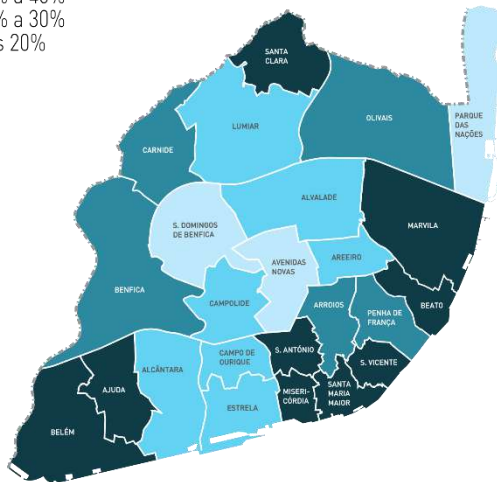 % a 30%
s 20%
SANTA
CLARA
LUMIAR
OLIVAIS
PARQUE
DAS
NAÇÕES
CARNIDE
ALVALADE
S. DOMINGOS
DE BENFICA
MARVILA
AVENIDAS
NOVAS
AREEIRO
BENFICA
CAMPOLIDE
ARROIOS
PENHA DE
FRANÇA
BEATO
S. ANTÓNIO
CAMPO DE
OURIQUE
S. VICENTE
ALCÂNTARA
AJUDA
MISERI-
CÓRDIA
SANTA
MARIA
MAIOR
ESTRELA
BELÉM